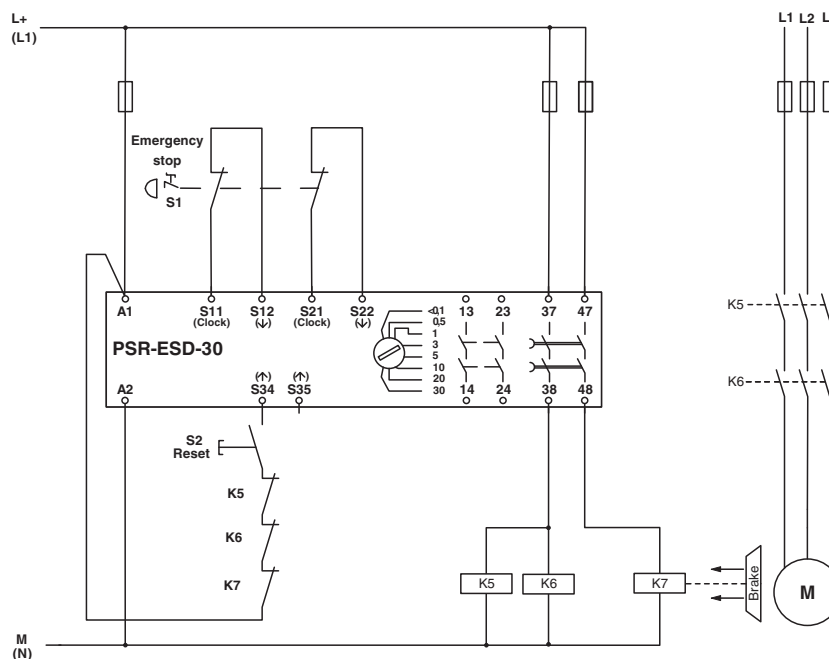 L+
(L1)
L1 L2 L
Emergency
stop
S1
A1 S11 S12 S21 S22 13 23 37 47
(Clock) (↓) (Clock) (↓)
<0,1
0,5
1
3
5
10
20
30
PSR-ESD-30
(↑) (↑)
A2 S34 S35 14 24 38 48
K5
K6
S2
Reset
K5
K6
K7
K5 K6 K7
Brake
M
M
(N)